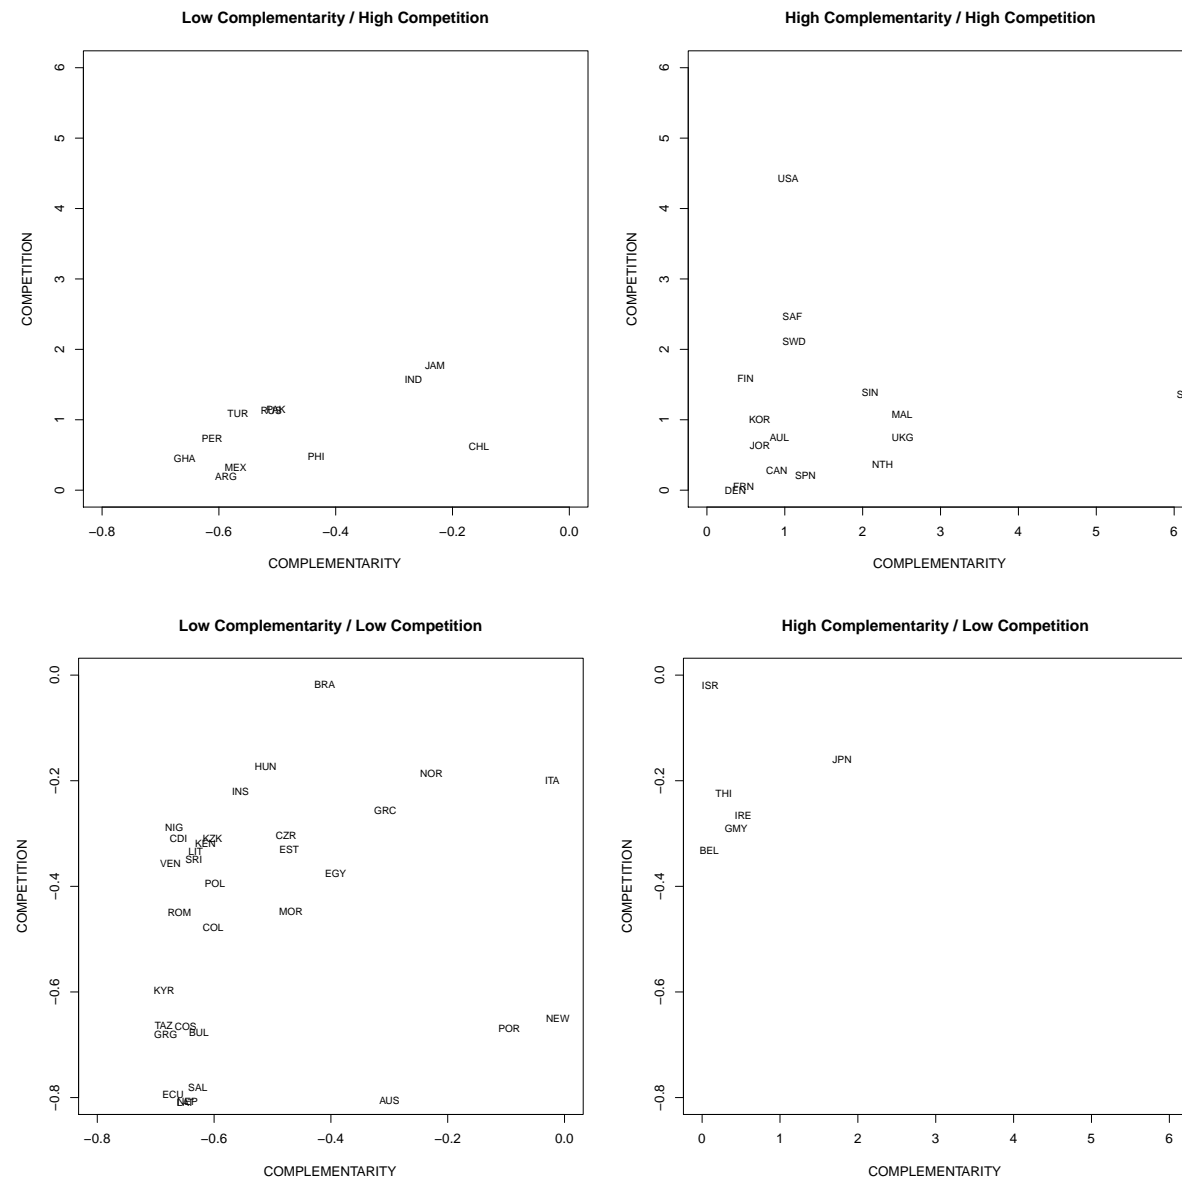 Low Complementarity / High Competition
6
5
4
3
2
1
0
COMPETITION
JAM
IND
PAK
TUR
PER
CHL
GHA
PHI
MEX
ARG
−0.8 −0.6 −0.4 −0.2 0.0
COMPLEMENTARITY
High Complementarity / High Competition
6
5
4
3
2
1
0
COMPETITION
USA
SAF
SWD
FIN
SIN
S
MAL
KOR
AUL
UKG
JOR
NTH
CAN
SPN
FRN
DEN
0 1 2 3 4 5 6
COMPLEMENTARITY
Low Complementarity / Low Competition
0.0
−0.2
−0.4
−0.6
−0.8
COMPETITION
BRA
HUN
NOR
ITA
INS
GRC
NIG
CZR
CDI
KZK
KEN
EST
LIT
SRI
VEN
EGY
POL
ROM
MOR
COL
KYR
NEW
TAZ
COS
POR
BUL
GRG
SAL
ECU
AUS
−0.8 −0.6 −0.4 −0.2 0.0
COMPLEMENTARITY
High Complementarity / Low Competition
0.0
−0.2
−0.4
−0.6
−0.8
COMPETITION
ISR
JPN
THI
IRE
GMY
BEL
0 1 2 3 4 5 6
COMPLEMENTARITY